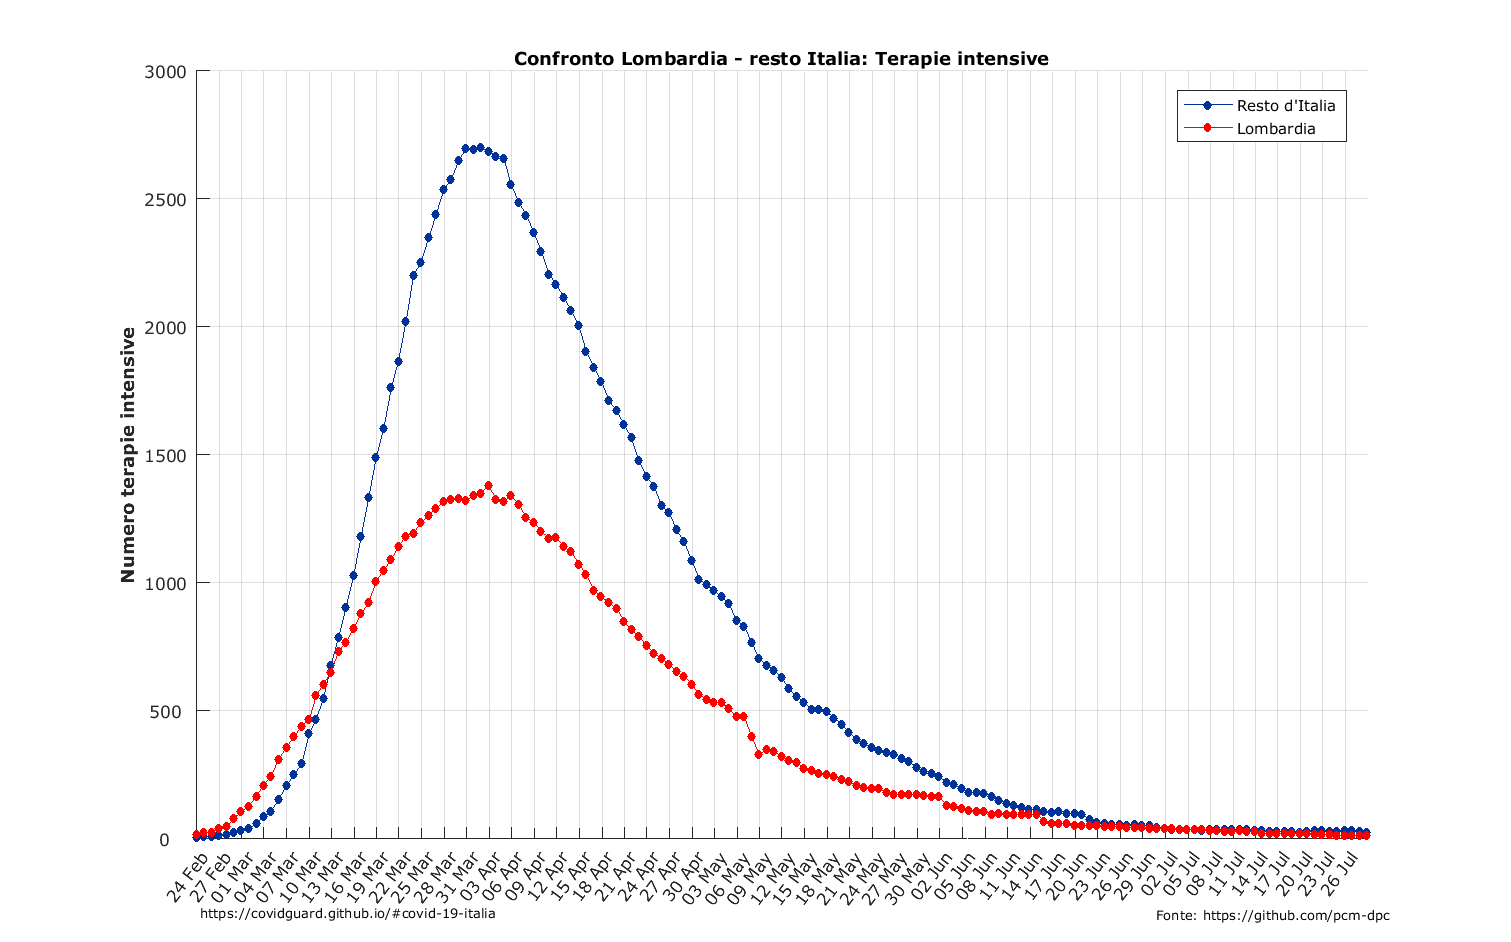 Confronto Lombardia - resto Italia: Terapie intensive
Resto d'Italia
Lombardia
Numero terapie intensive
3000
2500
2000
1500
1000
500
0
24 Feb
27 Feb
01 Mar
04 Mar
07 Mar
10 Mar
13 Mar
16 Mar
19 Mar
22 Mar
25 Mar
28 Mar
31 Mar
03 Apr
06 Apr
09 Apr
12 Apr
15 Apr
18 Apr
21 Apr
24 Apr
27 Apr
30 Apr
03 May
06 May
09 May
12 May
15 May
18 May
21 May
24 May
27 May
30 May
02 Jun
05 Jun
08 Jun
11 Jun
14 Jun
17 Jun
20 Jun
23 Jun
26 Jun
29 Jun
02 Jul
05 Jul
08 Jul
11 Jul
14 Jul
17 Jul
20 Jul
23 Jul
26 Jul
https://covidguard.github.io/#covid-19-italia
Fonte: https://github.com/pcm-dpc